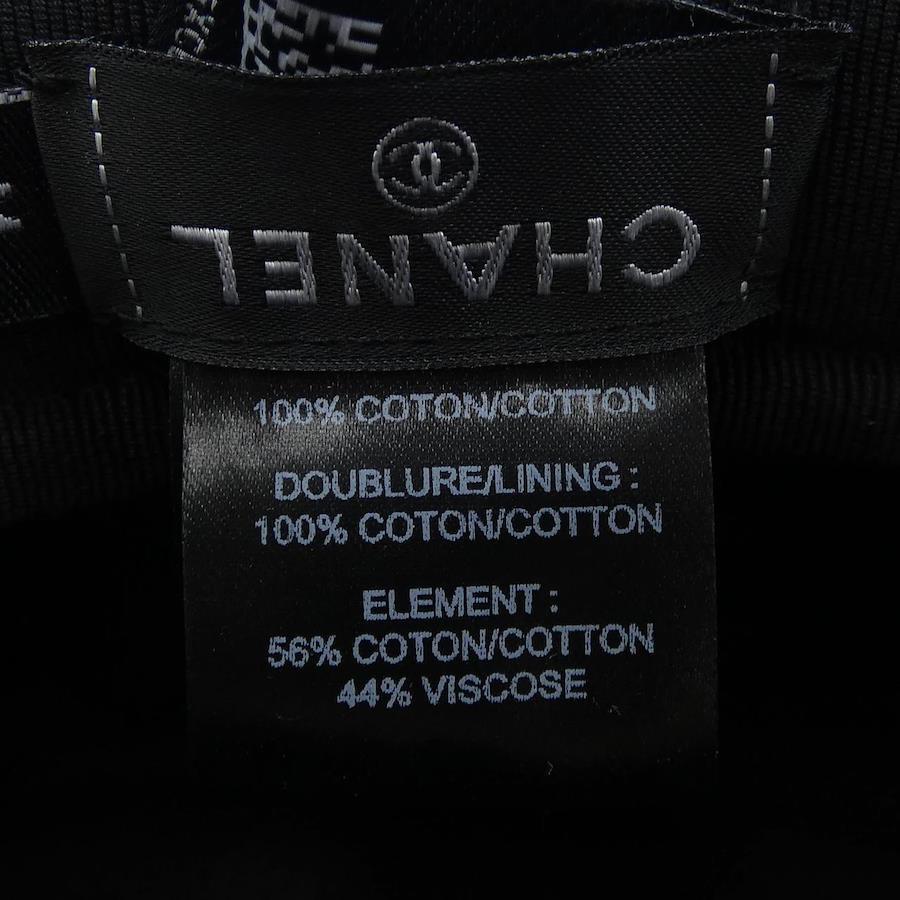 CHANEL
100% COTON/COTTON
DOUBLURE/LINING :
100% COTON/COTTON
ELEMENT :
56% COTON/COTTON
44% VISCOSE